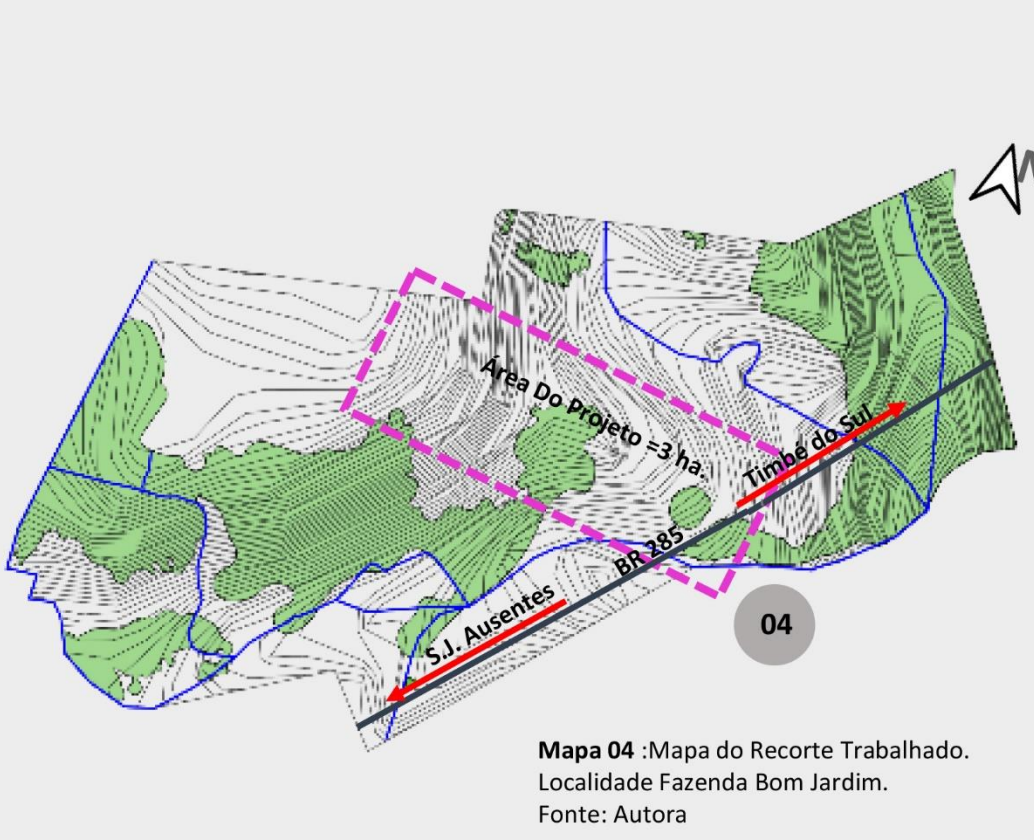 N
Área Do Projeto =3 ha
Timbé do Sul
BR 285
S.J. Ausentes
04
Mapa 04 :Mapa do Recorte Trabalhado.
Localidade Fazenda Bom Jardim.
Fonte: Autora